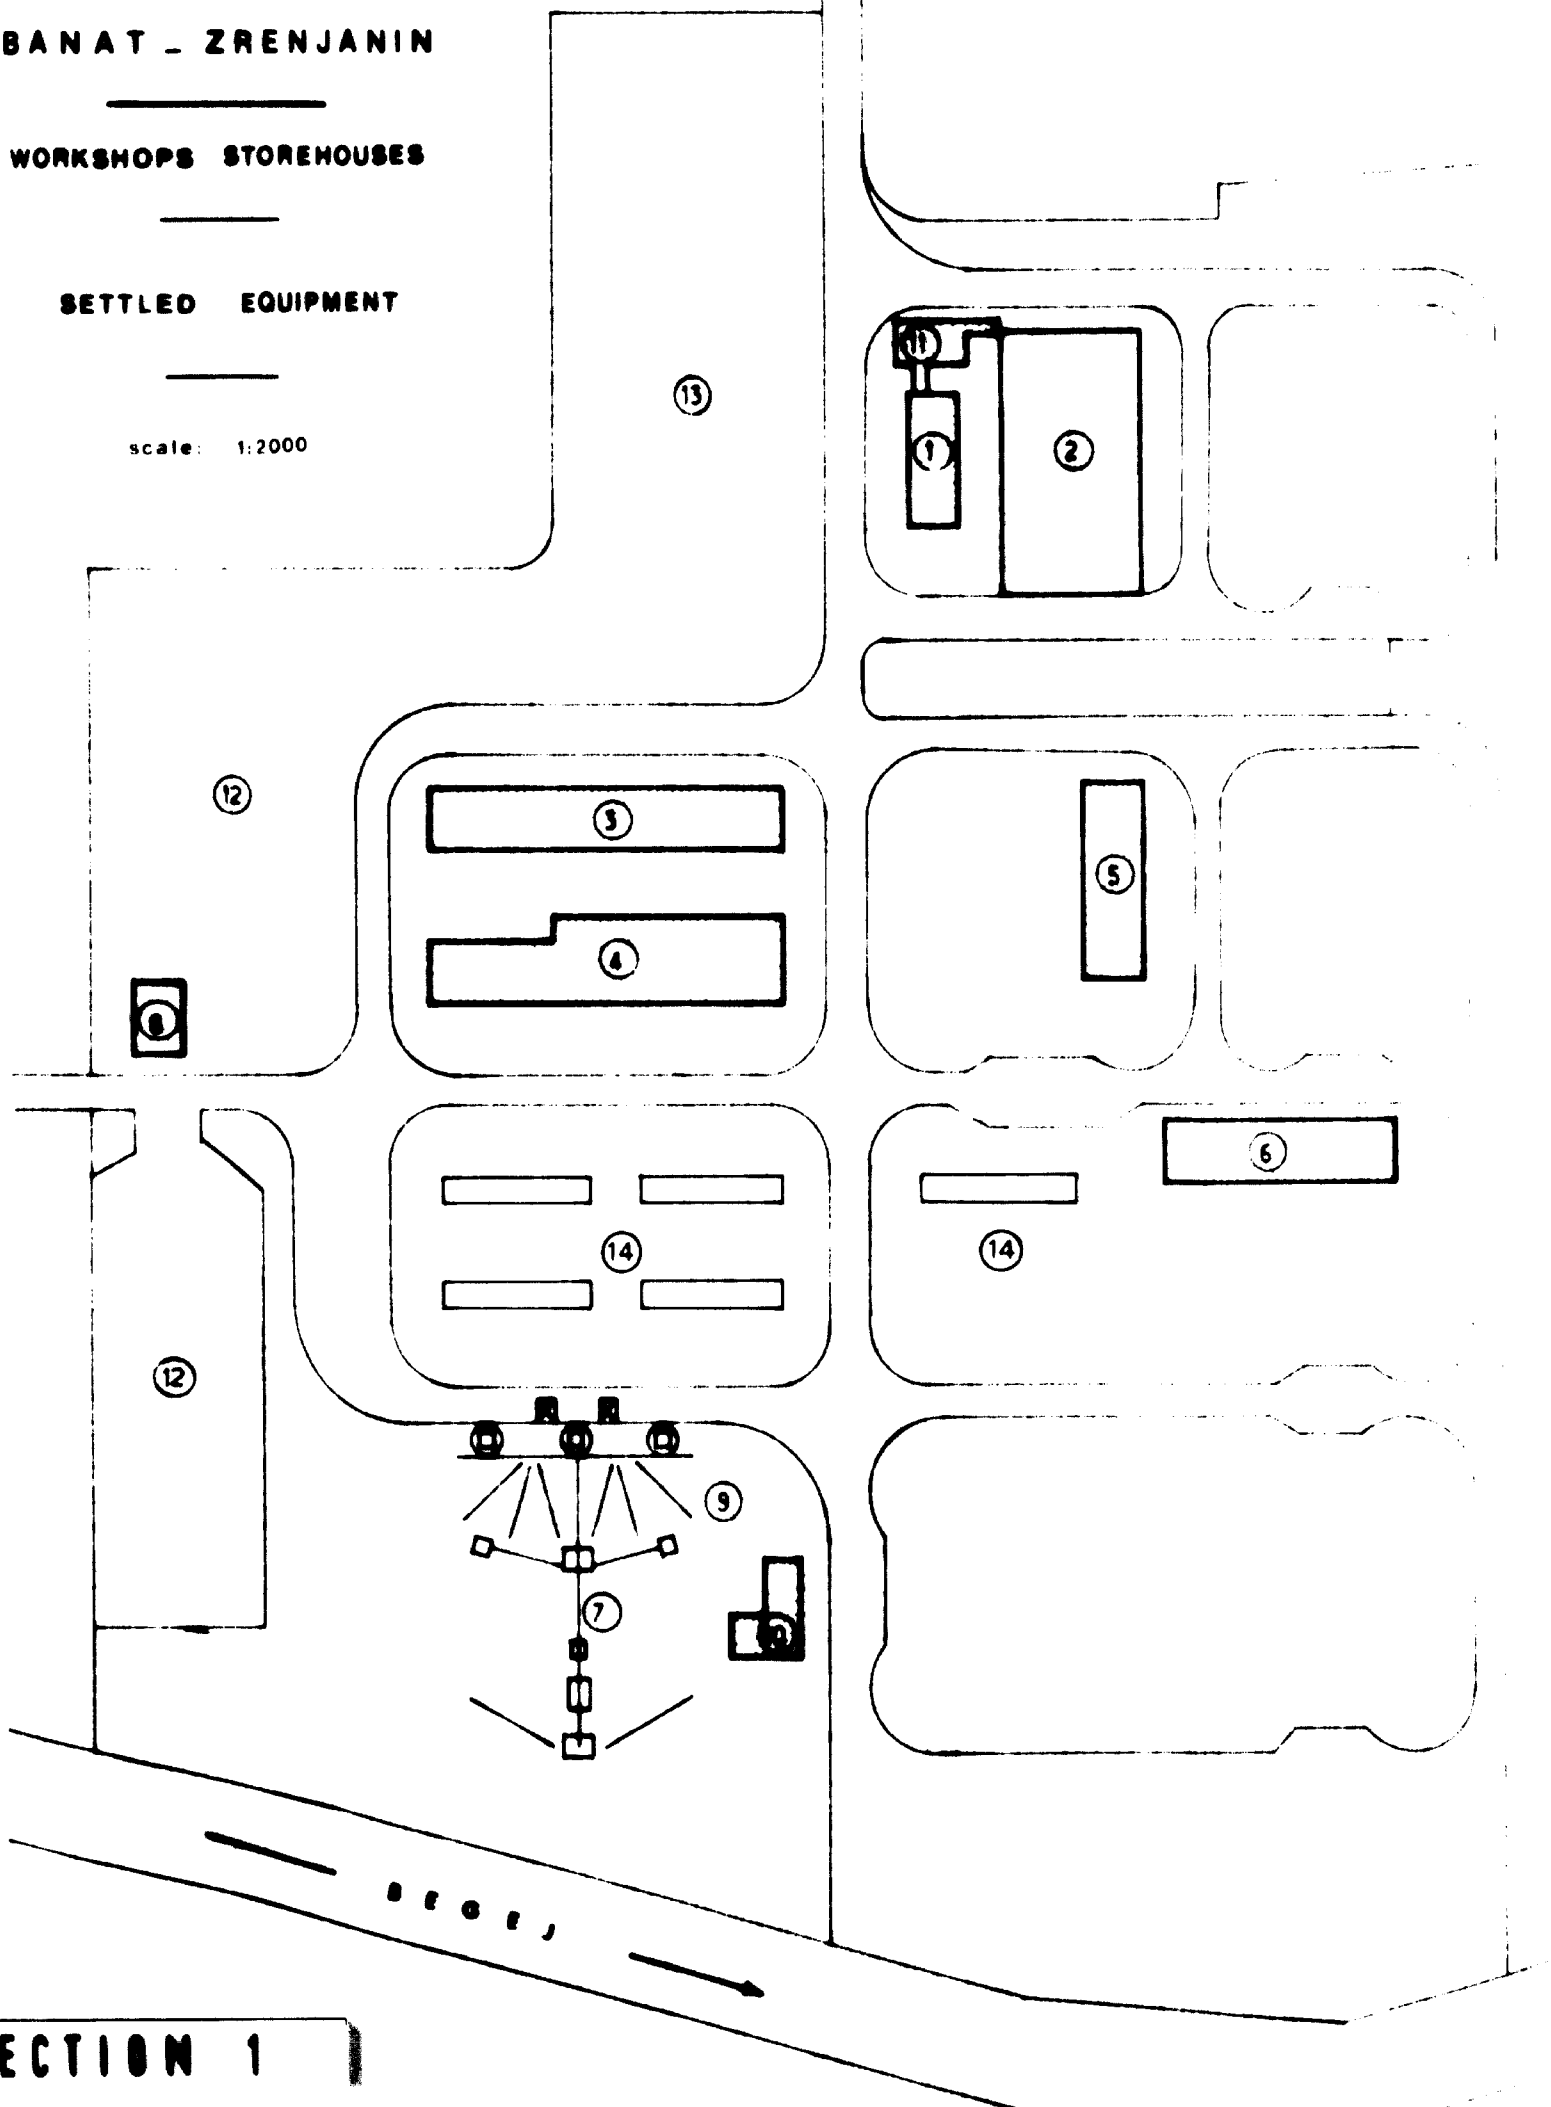 BANAT - ZRENJANIN
WORKSHOPS STOREHOUSES
SETTLED EQUIPMENT
scale: 1:2000
13
11
1
2
12
3
5
4
8
6
14
14
12
9
7
10
BEGEJ
ECTION 1